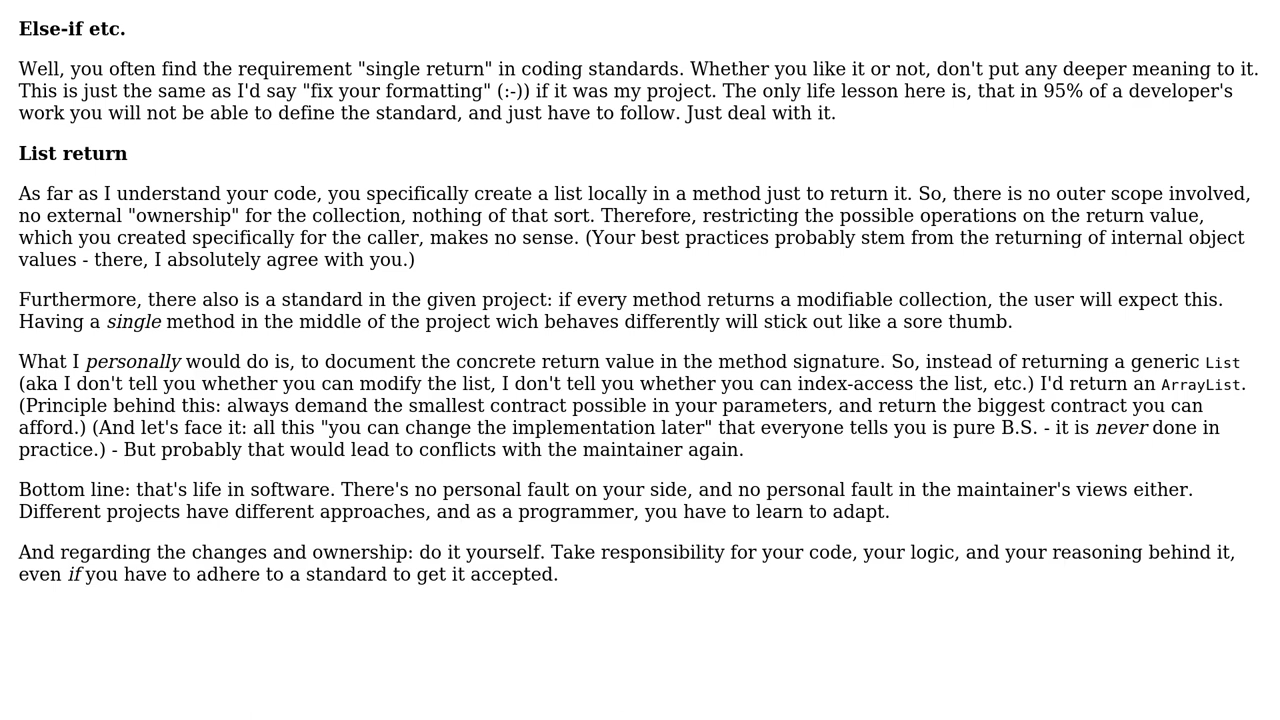 Else-if etc.
Well, you often find the requirement "single return" in coding standards. Whether you like it or not, don't put any deeper meaning to it.
This is just the same as I'd say "fix your formatting" (:-)) if it was my project. The only life lesson here is, that in 95% of a developer's
work you will not be able to define the standard, and just have to follow. Just deal with it.
List return
As far as I understand your code, you specifically create a list locally in a method just to return it. So, there is no outer scope involved,
no external "ownership" for the collection, nothing of that sort. Therefore, restricting the possible operations on the return value,
which you created specifically for the caller, makes no sense. (Your best practices probably stem from the returning of internal object
values - there, I absolutely agree with you.)
Furthermore, there also is a standard in the given project: if every method returns a modifiable collection, the user will expect this.
Having a single method in the middle of the project wich behaves differently will stick out like a sore thumb.
What I personally would do is, to document the concrete return value in the method signature. So, instead of returning a generic List
(aka I don't tell you whether you can modify the list, I don't tell you whether you can index-access the list, etc.) I'd return an ArrayList.
(Principle behind this: always demand the smallest contract possible in your parameters, and return the biggest contract you can
afford.) (And let's face it: all this "you can change the implementation later" that everyone tells you is pure B.S. - it is never done in
practice.) - But probably that would lead to conflicts with the maintainer again.
Bottom line: that's life in software. There's no personal fault on your side, and no personal fault in the maintainer's views either.
Different projects have different approaches, and as a programmer, you have to learn to adapt.
And regarding the changes and ownership: do it yourself. Take responsibility for your code, your logic, and your reasoning behind it,
even if you have to adhere to a standard to get it accepted.